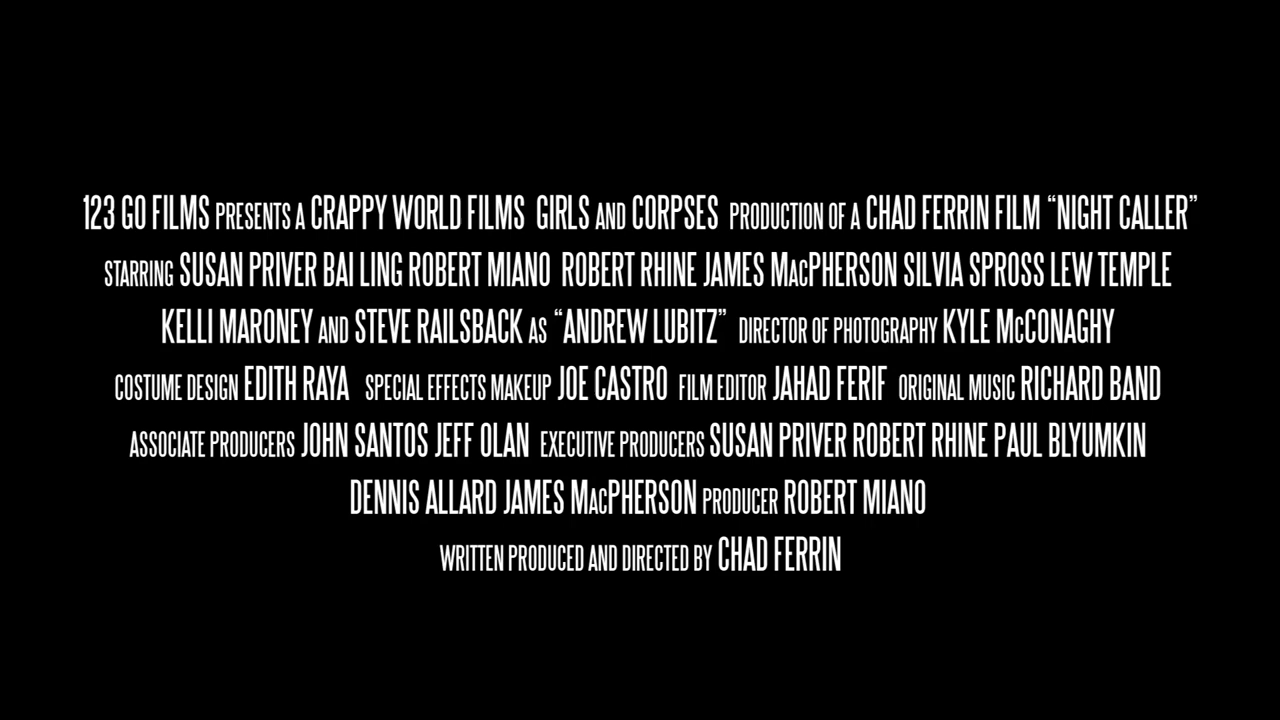 123 GO FILMS PRESENTS A CRAPPY WORLD FILMS GIRLS AND CORPSES PRODUCTION OF A CHAD FERRIN FILM “NIGHT CALLER”
STARRING SUSAN PRIVER BAI LING ROBERT MIANO ROBERT RHINE JAMES MACPHERSON SILVIA SPROSS LEW TEMPLE
KELLI MARONEY AND STEVE RAILSBACK AS “ANDREW LUBITZ” DIRECTOR OF PHOTOGRAPHY KYLE MCCONAGHY
COSTUME DESIGN EDITH RAYA SPECIAL EFFECTS MAKEUP JOE CASTRO FILM EDITOR JAHAD FERIF ORIGINAL MUSIC RICHARD BAND
ASSOCIATE PRODUCERS JOHN SANTOS JEFF OLAN EXECUTIVE PRODUCERS SUSAN PRIVER ROBERT RHINE PAUL BLYUMKIN
DENNIS ALLARD JAMES MACPHERSON PRODUCER ROBERT MIANO
WRITTEN PRODUCED AND DIRECTED BY CHAD FERRIN